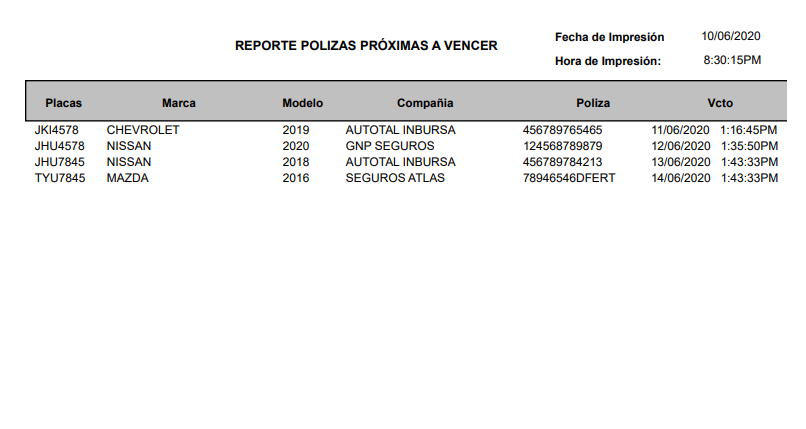 Fecha de Impresión 10/06/2020
REPORTE POLIZAS PRÓXIMAS A VENCER
Hora de Impresión: 8:30:15PM
Placas Marca Modelo Compañia Poliza Vcto
JKI4578 CHEVROLET 2019 AUTOTAL INBURSA 456789765465 11/06/2020 1:16:45PM
JHU4578 NISSAN 2020 GNP SEGUROS 124568789879 12/06/2020 1:35:50PM
JHU7845 NISSAN 2018 AUTOTAL INBURSA 456789784213 13/06/2020 1:43:33PM
TYU7845 MAZDA 2016 SEGUROS ATLAS 78946546DFERT 14/06/2020 1:43:33PM